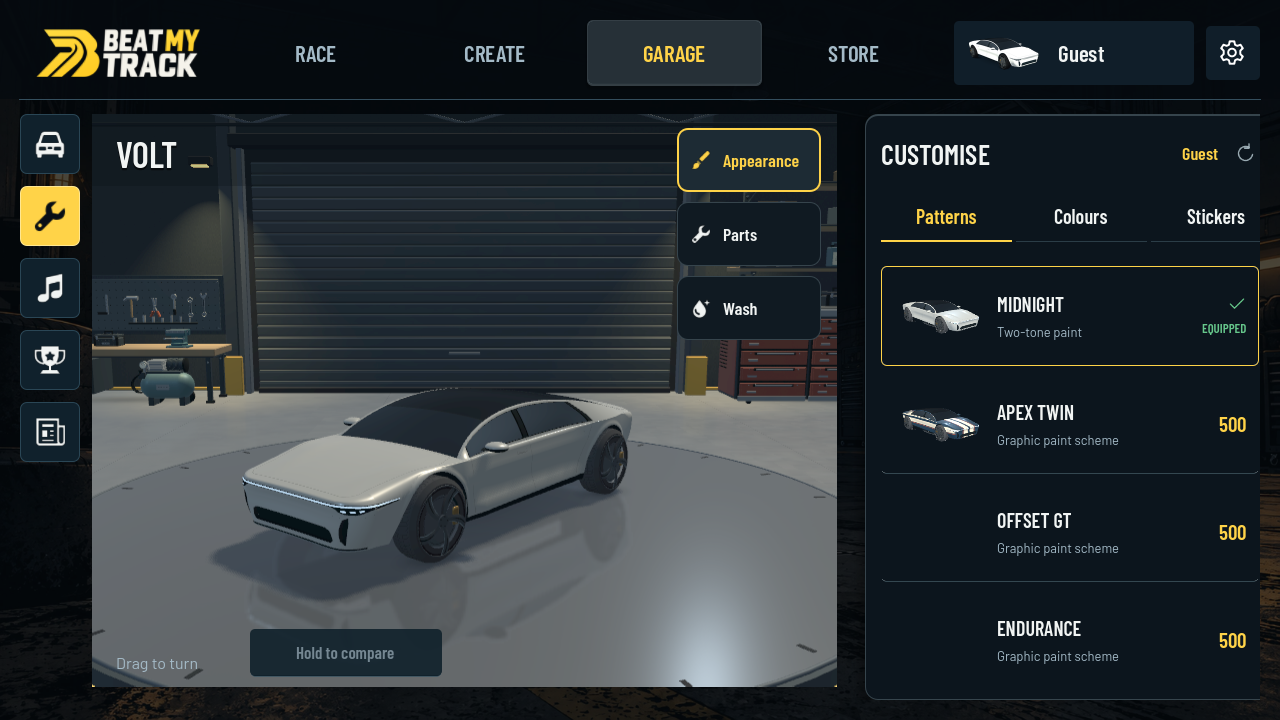 BEATMY
TRACK
RACE
CREATE
GARAGE
STORE
Guest
VOLT
Appearance
Parts
Wash
Drag to turn
Hold to compare
CUSTOMISE
Guest
Patterns
Colours
Stickers
MIDNIGHT
Two-tone paint
EQUIPPED
APEX TWIN
Graphic paint scheme
500
OFFSET GT
Graphic paint scheme
500
ENDURANCE
Graphic paint scheme
500